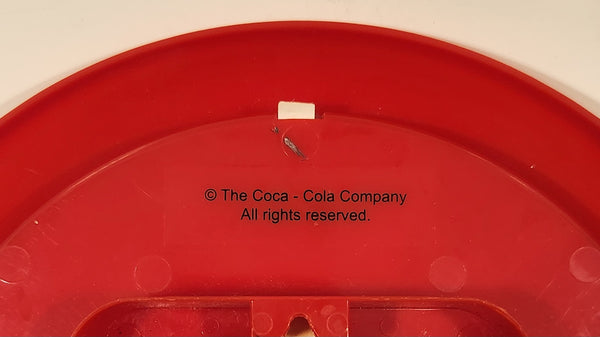 © The Coca - Cola Company
All rights reserved.